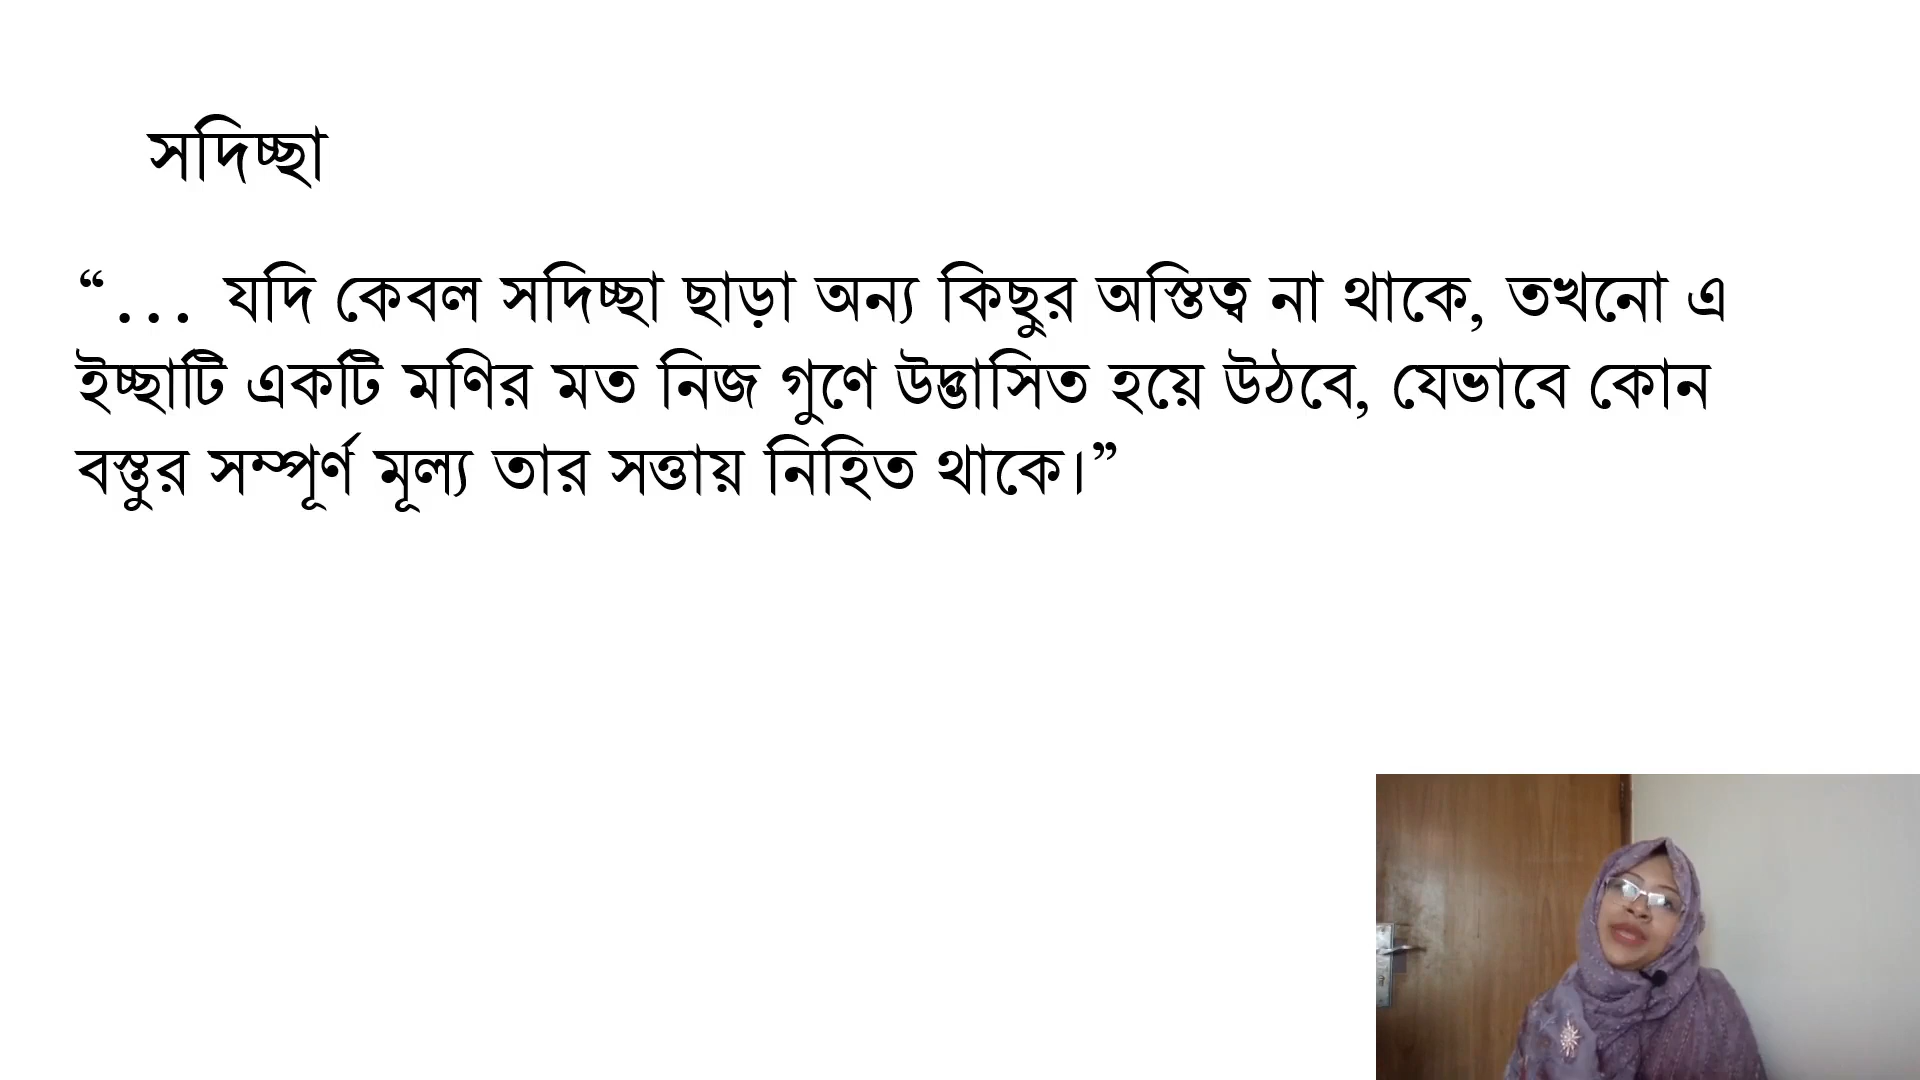 সদিচ্ছা
“... যদি কেবল সদিচ্ছা ছাড়া অন্য কিছুর অস্তিত্ব না থাকে, তখনো এ
ইচ্ছাটি একটি মণির মত নিজ গুণে উদ্ভাসিত হয়ে উঠবে, যেভাবে কোন
বস্তুর সম্পূর্ণ মূল্য তার সত্তায় নিহিত থাকে।”